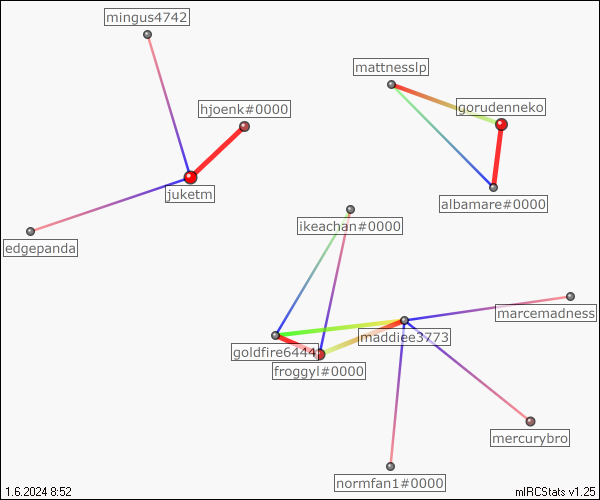 mingus4742
mattnesslp
hjoenk#0000
gorudenneko
juketm
albamare#0000
ikeachan#0000
edgepanda
marcemadness
maddiee3773
goldfire6444
froggyl#0000
mercurybro
normfan1#0000
1.6.2024 8:52
mIRCStats v1.25